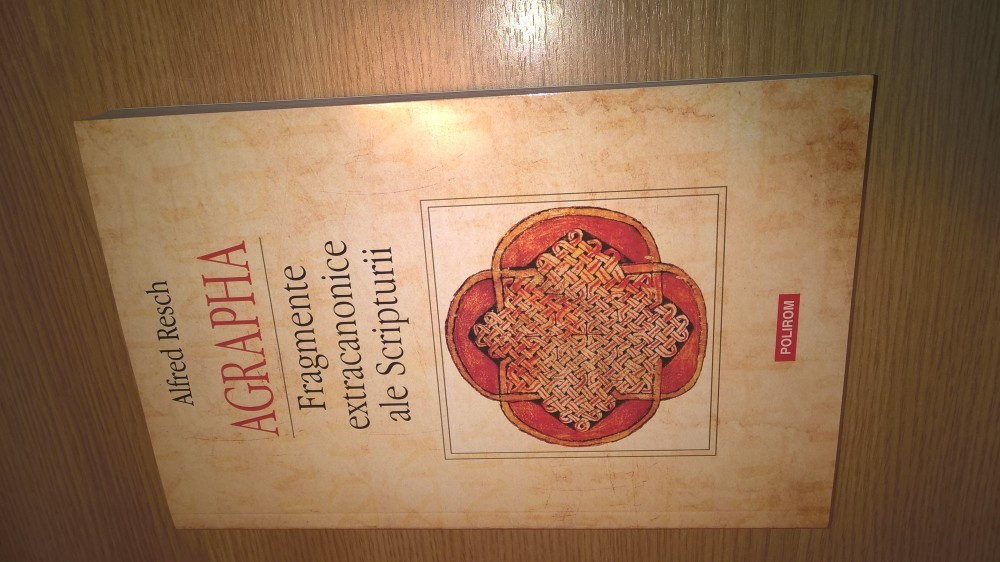 Alfred Resch
AGRAPHA
Fragmente
extracanonice
ale Scripturii
POLIROM